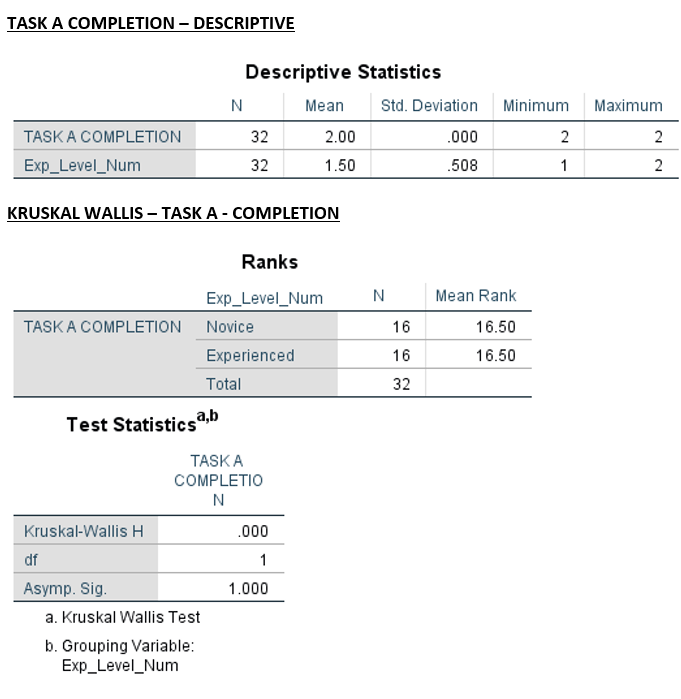 TASK A COMPLETION – DESCRIPTIVE
Descriptive Statistics
N Mean Std. Deviation Minimum Maximum
TASK A COMPLETION 32 2.00 .000 2 2
Exp_Level_Num 32 1.50 .508 1 2
KRUSKAL WALLIS – TASK A - COMPLETION
Ranks
Exp_Level_Num N Mean Rank
TASK A COMPLETION Novice 16 16.50
Experienced 16 16.50
Total 32
Test Statistics a,b
TASK A
COMPLETIO
N
Kruskal-Wallis H .000
df 1
Asymp. Sig. 1.000
a. Kruskal Wallis Test
b. Grouping Variable:
Exp_Level_Num